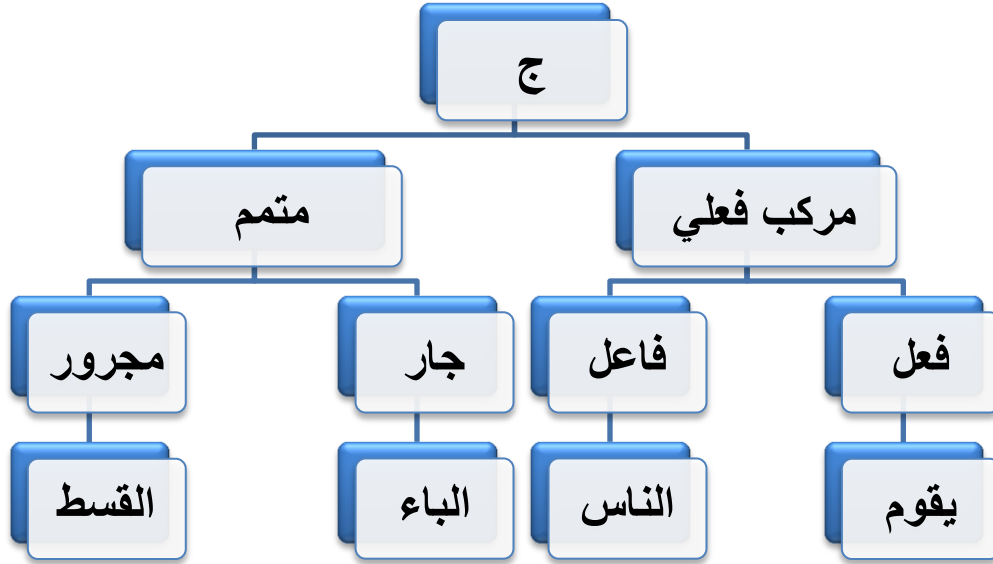 ج
مركب فعلي
متمم
فعل
فاعل
جار
مجرور
يقوم
الناس
الباء
القسط